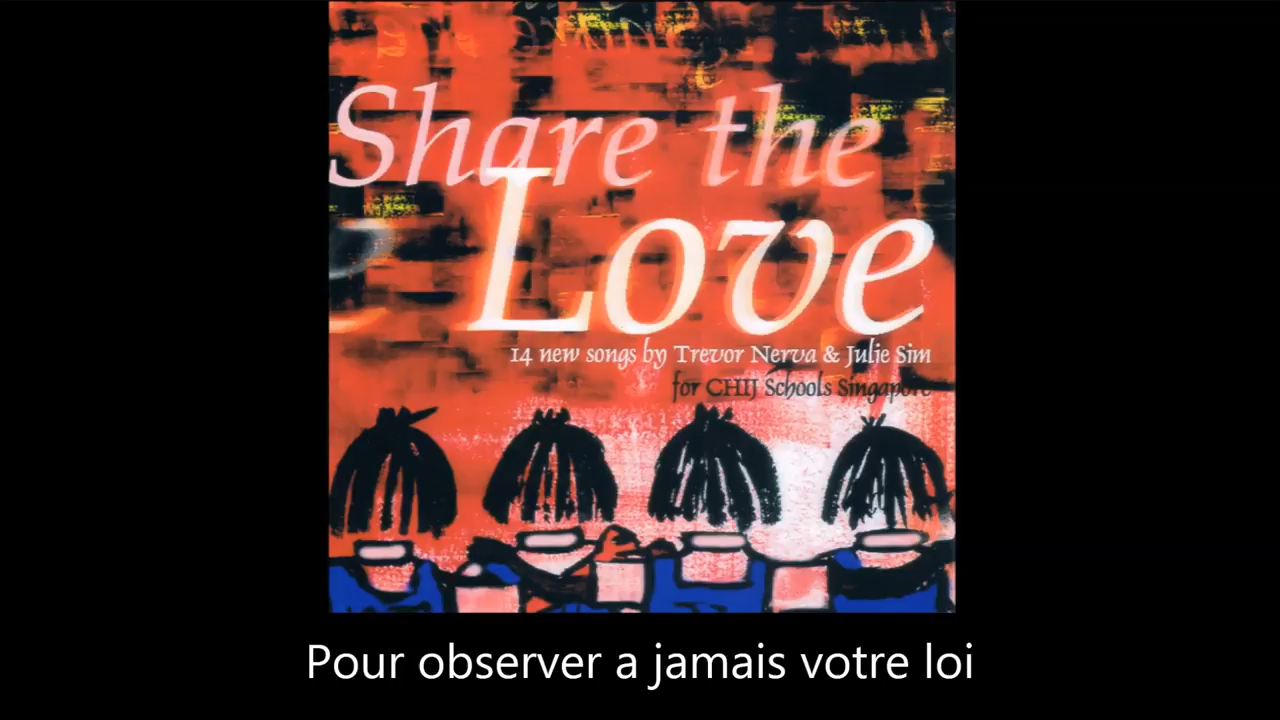 Share the
Love
14 new songs by Trevor Nerva & Julie Sim
for CHIJ Schools Singapore
Pour observer a jamais votre loi